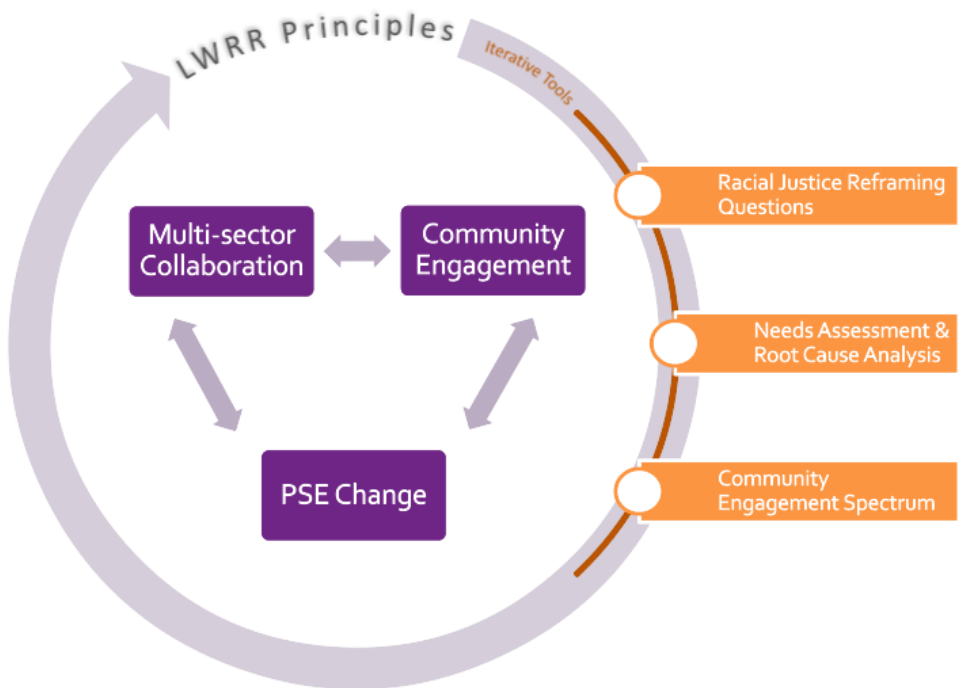 LWRR Principles
Iterative Tools
Racial Justice Reframing
Questions
Multi-sector
Collaboration
Community
Engagement
Needs Assessment &
Root Cause Analysis
PSE Change
Community
Engagement Spectrum